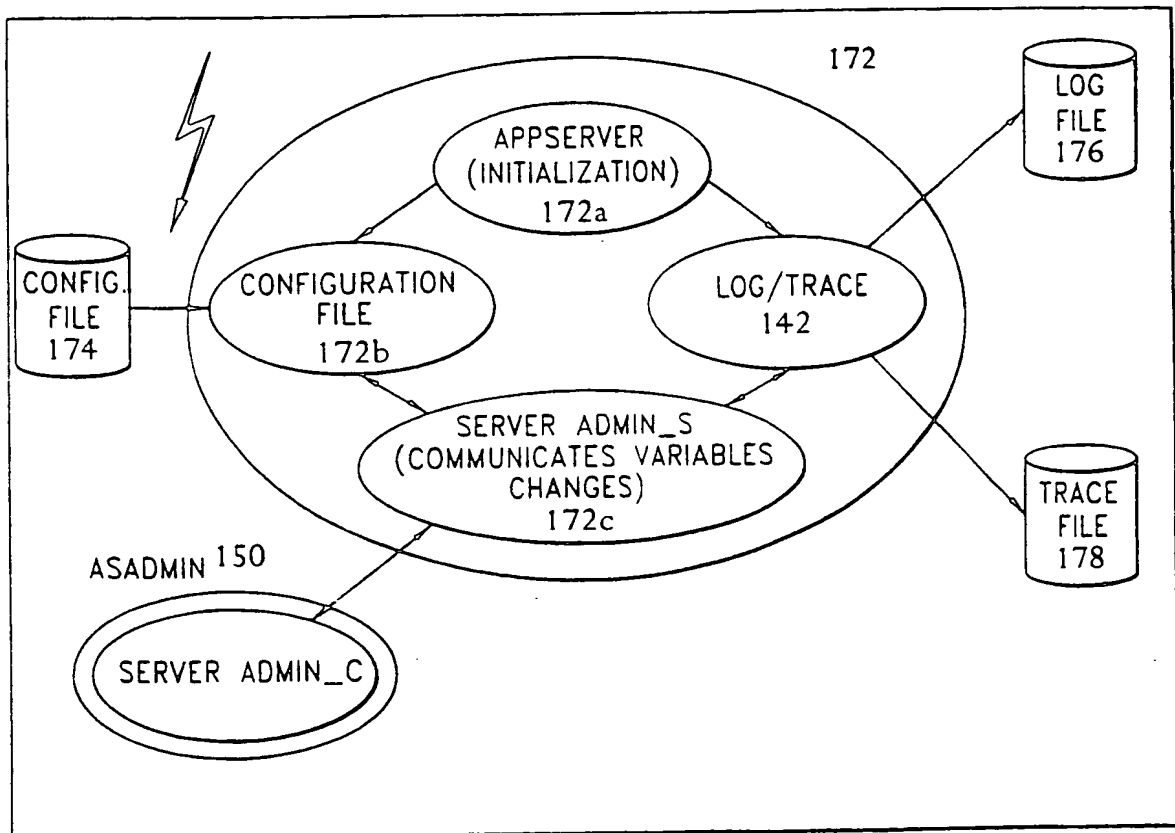 172
LOG
FILE
176
APPSERVER
(INITIALIZATION)
172a
CONFIG.
FILE
174
CONFIGURATION
FILE
172b
LOG/TRACE
142
SERVER ADMIN_S
(COMMUNICATES VARIABLES
CHANGES)
172c
TRACE
FILE
178
ASADMIN 150
SERVER ADMIN_C